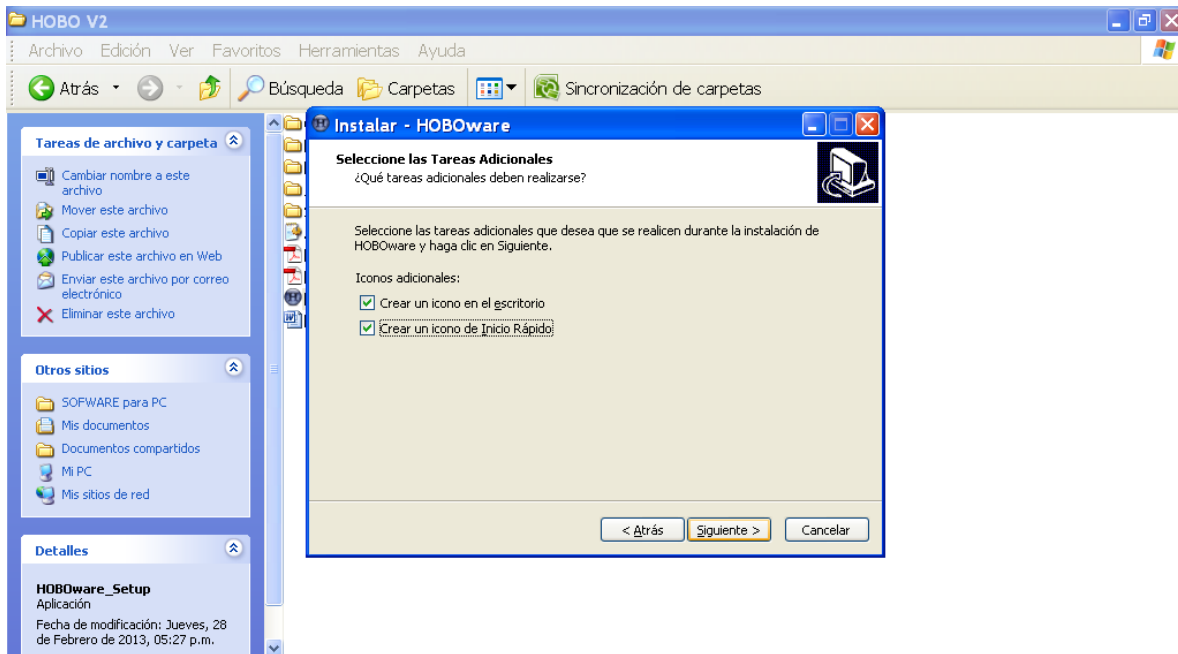 HOBO V2
Archivo Edición Ver Favoritos Herramientas Ayuda
Atrás Búsqueda Carpetas Sincronización de carpetas
Tareas de archivo y carpeta
Cambiar nombre a este
archivo
Mover este archivo
Copiar este archivo
Publicar este archivo en Web
Enviar este archivo por correo
electrónico
Eliminar este archivo
Otros sitios
SOFWARE para PC
Mis documentos
Documentos compartidos
Mi PC
Mis sitios de red
Detalles
HOBOware_Setup
Aplicación
Fecha de modificación: Jueves, 28
de Febrero de 2013, 05:27 p.m.
Instalar - HOBOware
Seleccione las Tareas Adicionales
¿Qué tareas adicionales deben realizarse?
Seleccione las tareas adicionales que desea que se realicen durante la instalación de
HOBOware y haga clic en Siguiente.
Iconos adicionales:
Crear un icono en el escritorio
Crear un icono de Inicio Rápido
< Atrás Siguiente > Cancelar